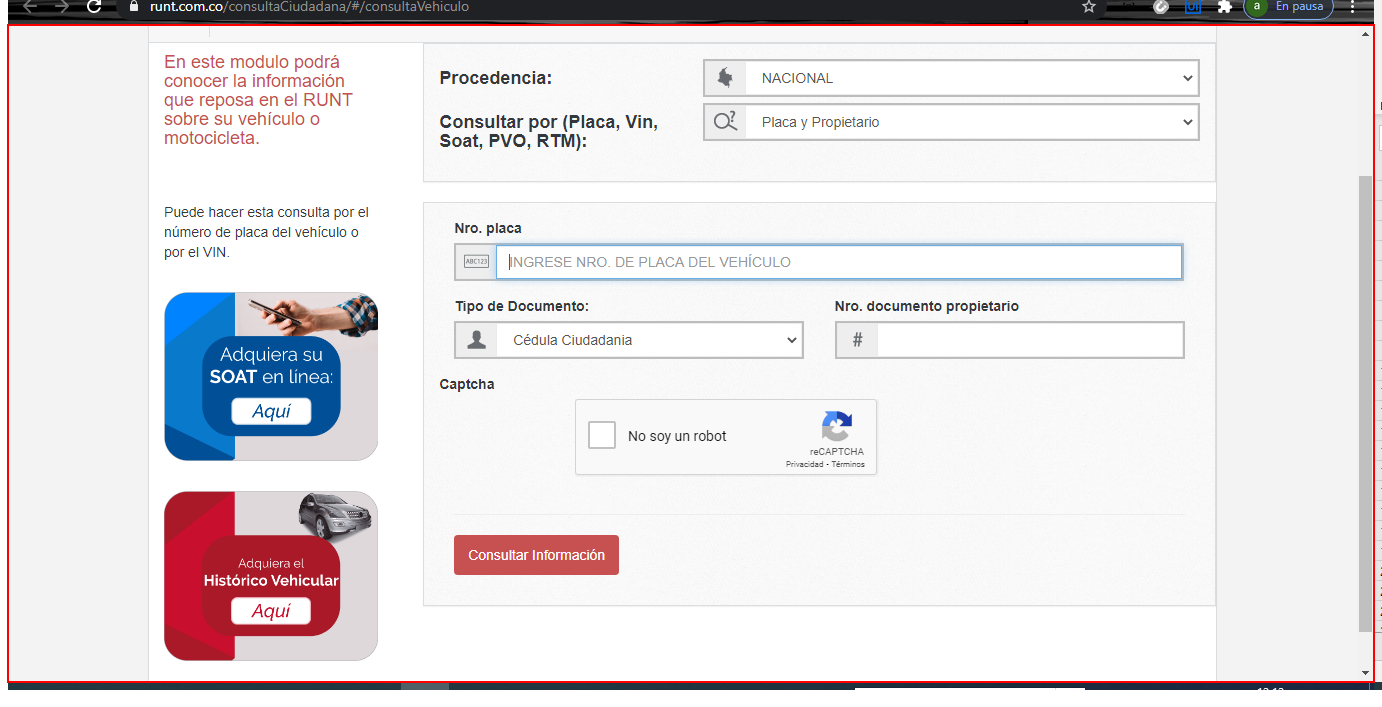 runt.com.co/consultaCiudadana/#/consultaVehiculo
a
En pausa
En este modulo podrá
conocer la información
que reposa en el RUNT
sobre su vehículo o
motocicleta.
Puede hacer esta consulta por el
número de placa del vehículo o
por el VIN.
Adquiera su
SOAT en línea:
Aquí
Adquiera el
Histórico Vehicular
Aquí
Procedencia:
NACIONAL
Consultar por (Placa, Vin,
Soat, PVO, RTM):
Placa y Propietario
Nro. placa
ABC123
INGRESE NRO. DE PLACA DEL VEHÍCULO
Tipo de Documento:
Cédula Ciudadania
Nro. documento propietario
#
Captcha
No soy un robot
reCAPTCHA
Privacidad - Términos
Consultar Información